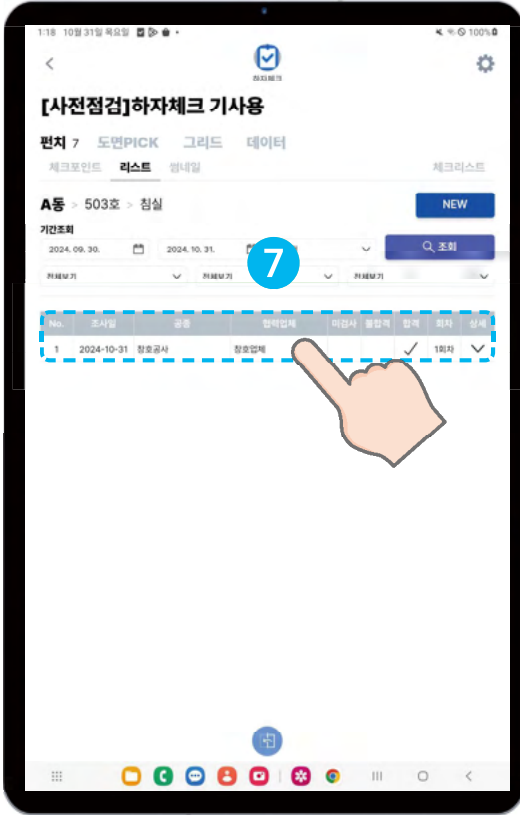 1:18 10월 31일 목요일
100%
하자체크
[사전점검]하자체크 기사용
펀치 7 도면PICK 그리드 데이터
체크포인트 리스트 썸네일 체크리스트
A동 > 503호 > 침실 NEW
기간조회
2024. 09. 30. 2024. 10. 31. 조회
7
전체보기 전체보기 전체보기
No. 조사일 공종 협력업체 미검사 불합격 합격 회차 상세
1 2024-10-31 창호공사 창호업체 1회차